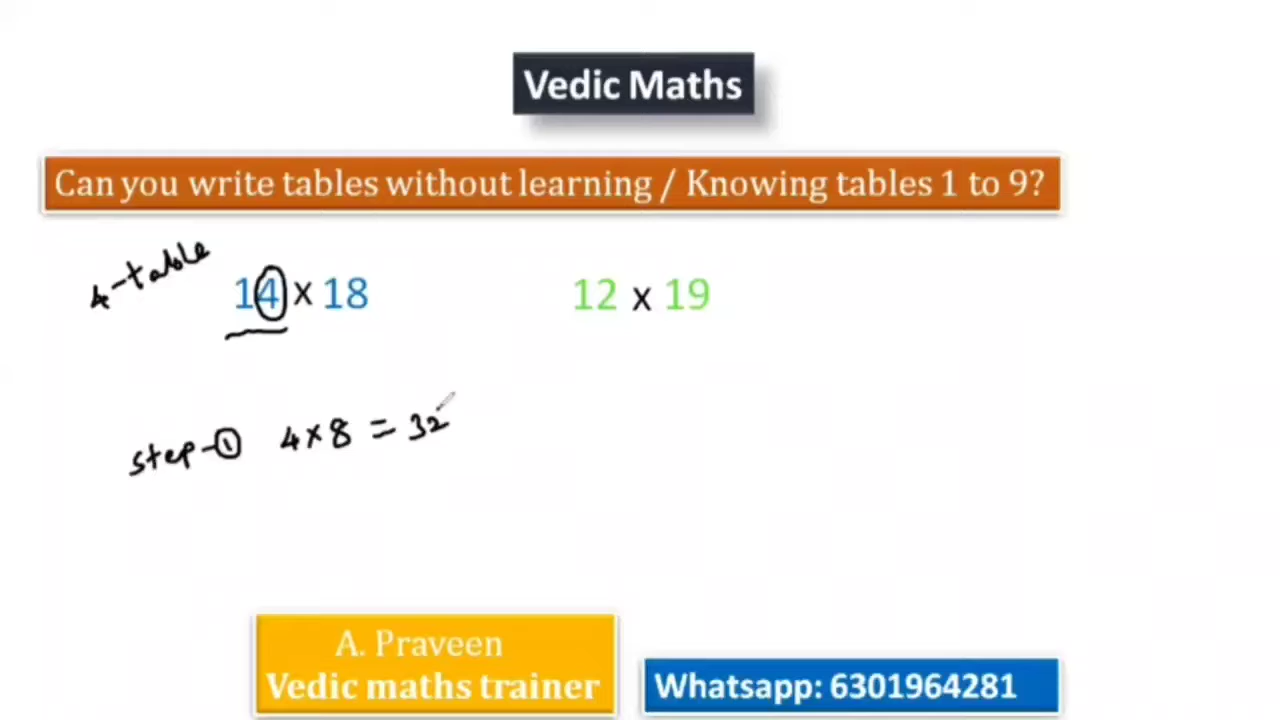 Vedic Maths
Can you write tables without learning / Knowing tables 1 to 9?
4-table
14 x 18
12 x 19
step-① 4x8 = 32
A. Praveen
Vedic maths trainer
Whatsapp: 6301964281